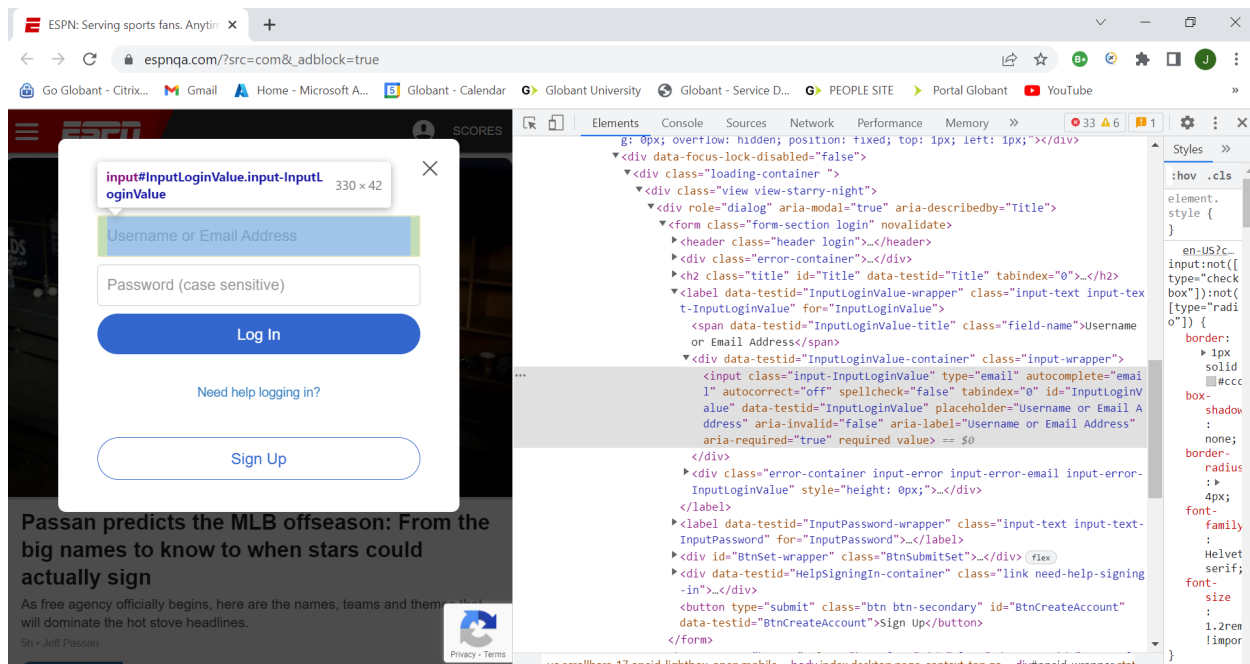 ESPN: Serving sports fans. Anytim
espnqa.com/?src=com&_adblock=true
B+
J
Go Globant - Citrix...
Gmail
Home - Microsoft A...
5
Globant - Calendar
G>
Globant University
Globant - Service D...
G>
PEOPLE SITE
Portal Globant
YouTube
»
ESPN
SCORES
input#InputLoginValue.input-InputL
oginValue
330 × 42
Username or Email Address
Password (case sensitive)
Log In
Need help logging in?
Sign Up
Passan predicts the MLB offseason: From the
big names to know to when stars could
actually sign
As free agency officially begins, here are the names, teams and themes that
will dominate the hot stove headlines.
5h • Jeff Passan
Privacy - Terms
Elements
Console
Sources
Network
Performance
Memory
»
33
6
1
g: 0px; overflow: hidden; position: fixed; top: 1px; left: 1px;"></div>
<div data-focus-lock-disabled="false">
<div class="loading-container ">
<div class="view view-starry-night">
<div role="dialog" aria-modal="true" aria-describedby="Title">
<form class="form-section login" novalidate>
<header class="header login">…</header>
<div class="error-container">…</div>
<h2 class="title" id="Title" data-testid="Title" tabindex="0">…</h2>
<label data-testid="InputLoginValue-wrapper" class="input-text input-tex
t-InputLoginValue" for="InputLoginValue">
<span data-testid="InputLoginValue-title" class="field-name">Username
or Email Address</span>
<div data-testid="InputLoginValue-container" class="input-wrapper">
<input class="input-InputLoginValue" type="email" autocomplete="emai
l" autocorrect="off" spellcheck="false" tabindex="0" id="InputLoginV
alue" data-testid="InputLoginValue" placeholder="Username or Email A
ddress" aria-invalid="false" aria-label="Username or Email Address"
aria-required="true" required value> == $0
</div>
<div class="error-container input-error input-error-email input-error-
InputLoginValue" style="height: 0px;">…</div>
</label>
<label data-testid="InputPassword-wrapper" class="input-text input-text-
InputPassword" for="InputPassword">…</label>
<div id="BtnSet-wrapper" class="BtnSubmitSet">…</div> flex
<div data-testid="HelpSigningIn-container" class="link need-help-signing
-in">…</div>
<button type="submit" class="btn btn-secondary" id="BtnCreateAccount"
data-testid="BtnCreateAccount">Sign Up</button>
</form>
Styles
»
:hov .cls
element.
style {
}
en-US?c…
input:not([
type="check
box"]):not(
[type="radi
o"]) {
border:
1px
solid
#ccc
box-
shadow
:
none;
border-
radius
:
4px;
font-
family
:
Helvet
serif;
font-
size
:
1.2rem
!impor
}